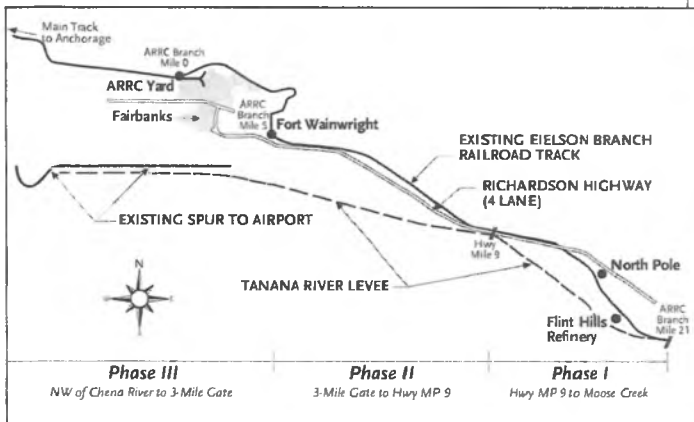 Main Track
to Anchorage
ARRC Branch
Mile 0
ARRC Yard
Fairbanks
ARRC
Branch
Mile 5
Fort Wainwright
EXISTING EIELSON BRANCH
RAILROAD TRACK
RICHARDSON HIGHWAY
(4 LANE)
EXISTING SPUR TO AIRPORT
Hwy
Mile 9
N
TANANA RIVER LEVEE
North Pole
Flint Hills
Refinery
ARRC
Branch
Mile 21
Phase III
NW of Chena River to 3-Mile Gate
Phase II
3-Mile Gate to Hwy MP 9
Phase I
Hwy MP 9 to Moose Creek